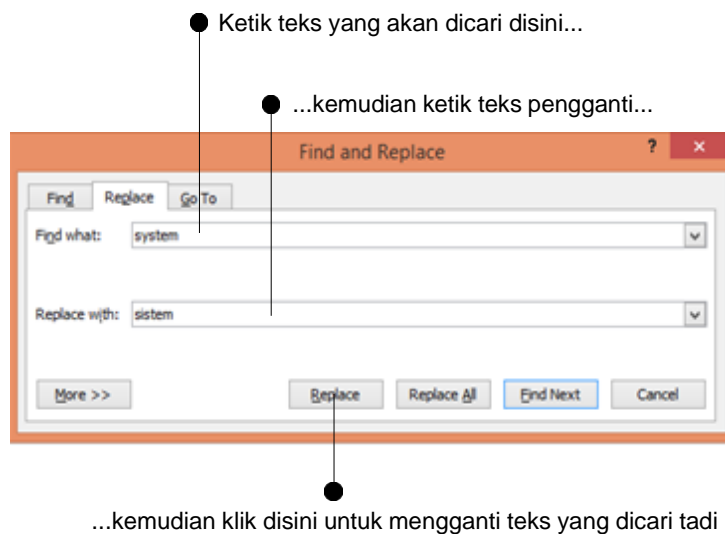 Ketik teks yang akan dicari disini...
...kemudian ketik teks pengganti...
Find and Replace ? ×
Find Replace Go To
Find what: system
Replace with: sistem
More >> Replace Replace All Find Next Cancel
...kemudian klik disini untuk mengganti teks yang dicari tadi